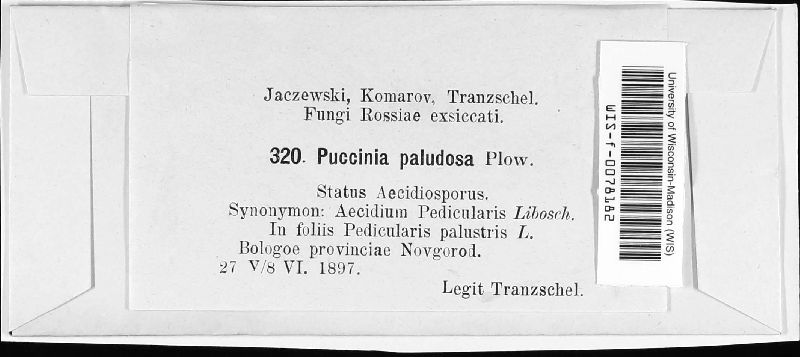 Jaczewski, Komarov, Tranzschel.
Fungi Rossiae exsiccati.
320. Puccinia paludosa Plow.
Status Aecidiosporus.
Synonymon: Aecidium Pedicularis Libosch.
In foliis Pedicularis palustris L.
Bologoe provinciae Novgorod.
27 V/8 VI. 1897.
Legit Tranzschel.
University of Wisconsin-Madison (WIS)
WIS-f-0078182